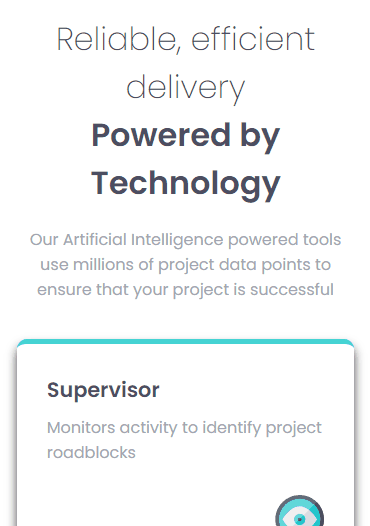 Reliable, efficient
delivery
Powered by
Technology
Our Artificial Intelligence powered tools
use millions of project data points to
ensure that your project is successful
Supervisor
Monitors activity to identify project
roadblocks